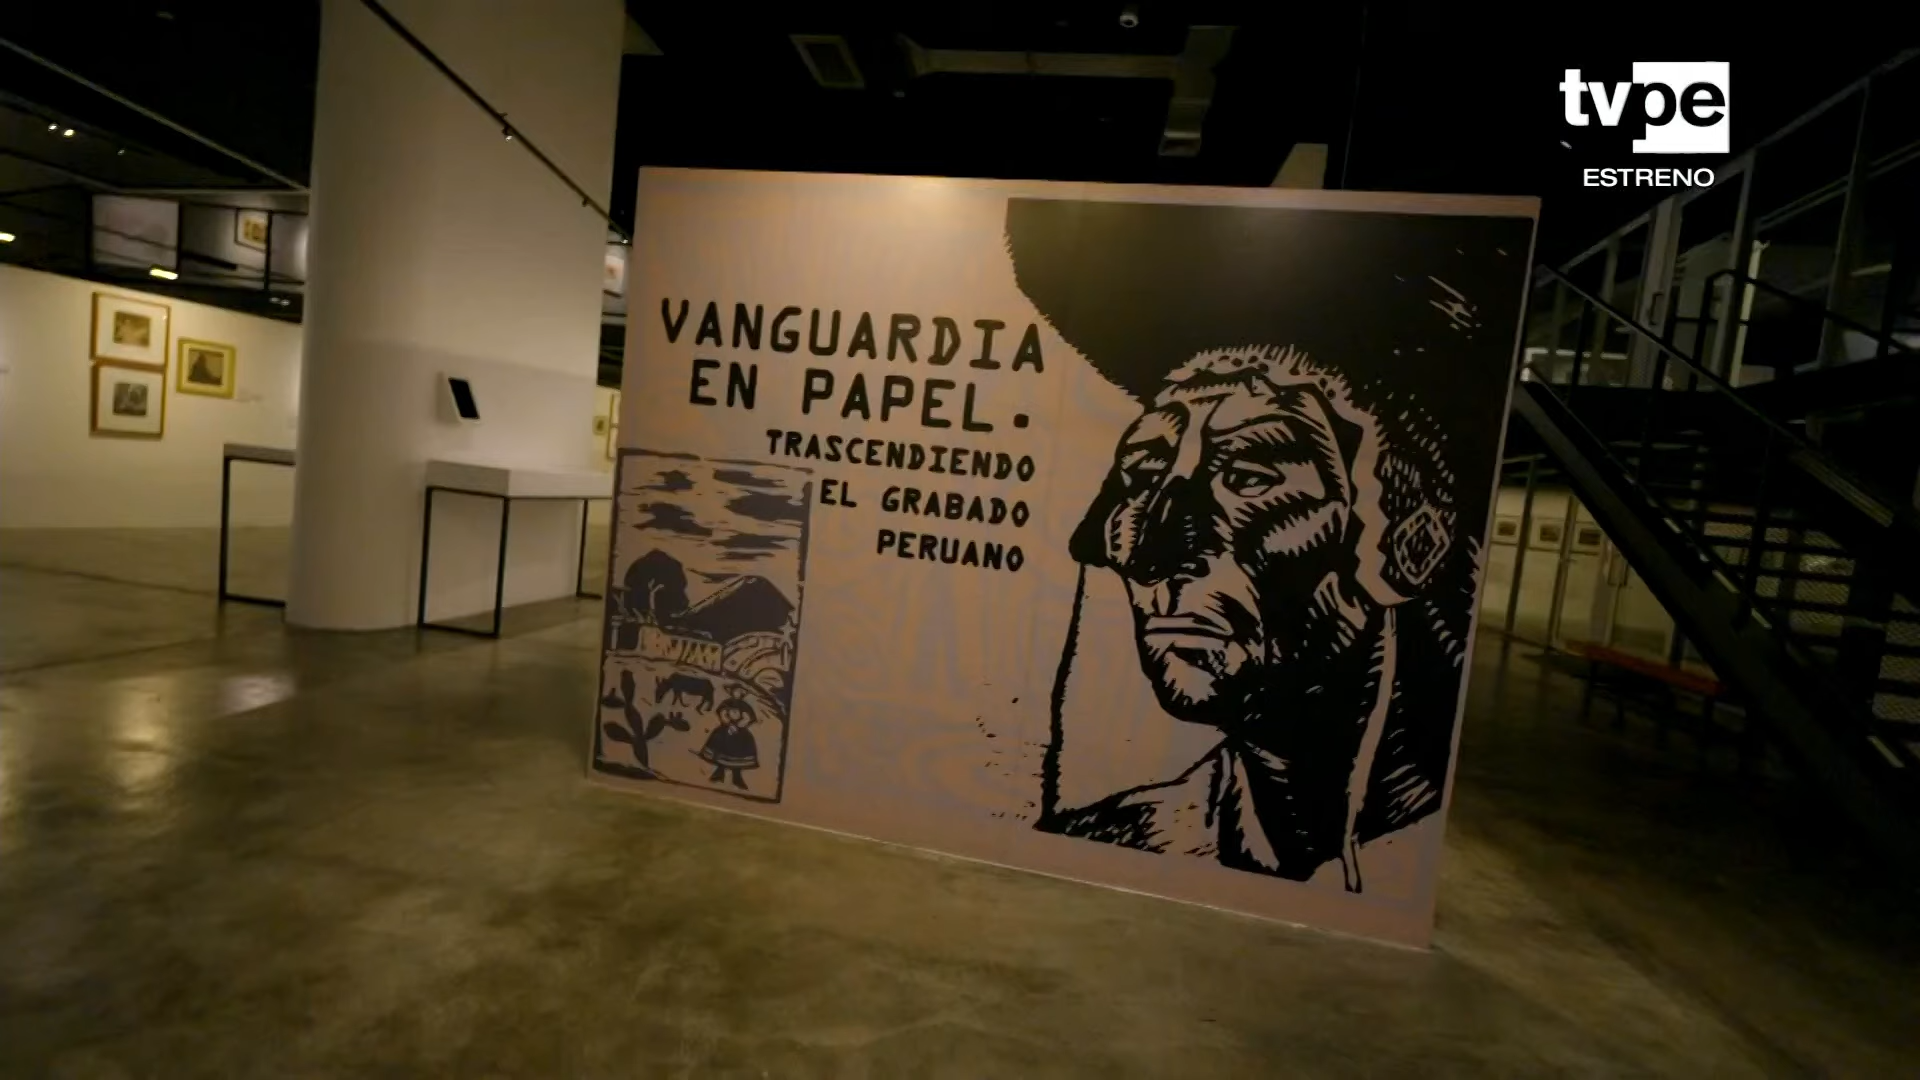 tvpe
ESTRENO
VANGUARDIA
EN PAPEL.
TRASCENDIENDO
EL GRABADO
PERUANO